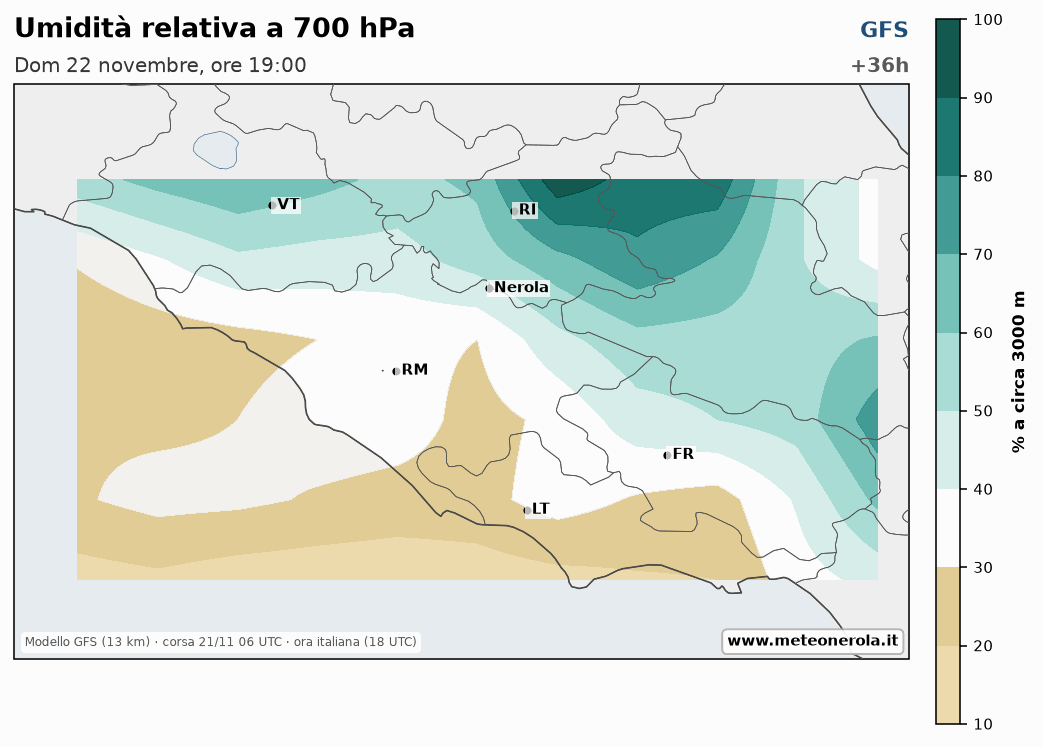 Umidità relativa a 700 hPa
GFS
Dom 22 novembre, ore 19:00
+36h
100
90
80
70
60
50
40
30
20
10
% a circa 3000 m
VT
RI
Nerola
RM
FR
LT
Modello GFS (13 km) · corsa 21/11 06 UTC · ora italiana (18 UTC)
www.meteonerola.it